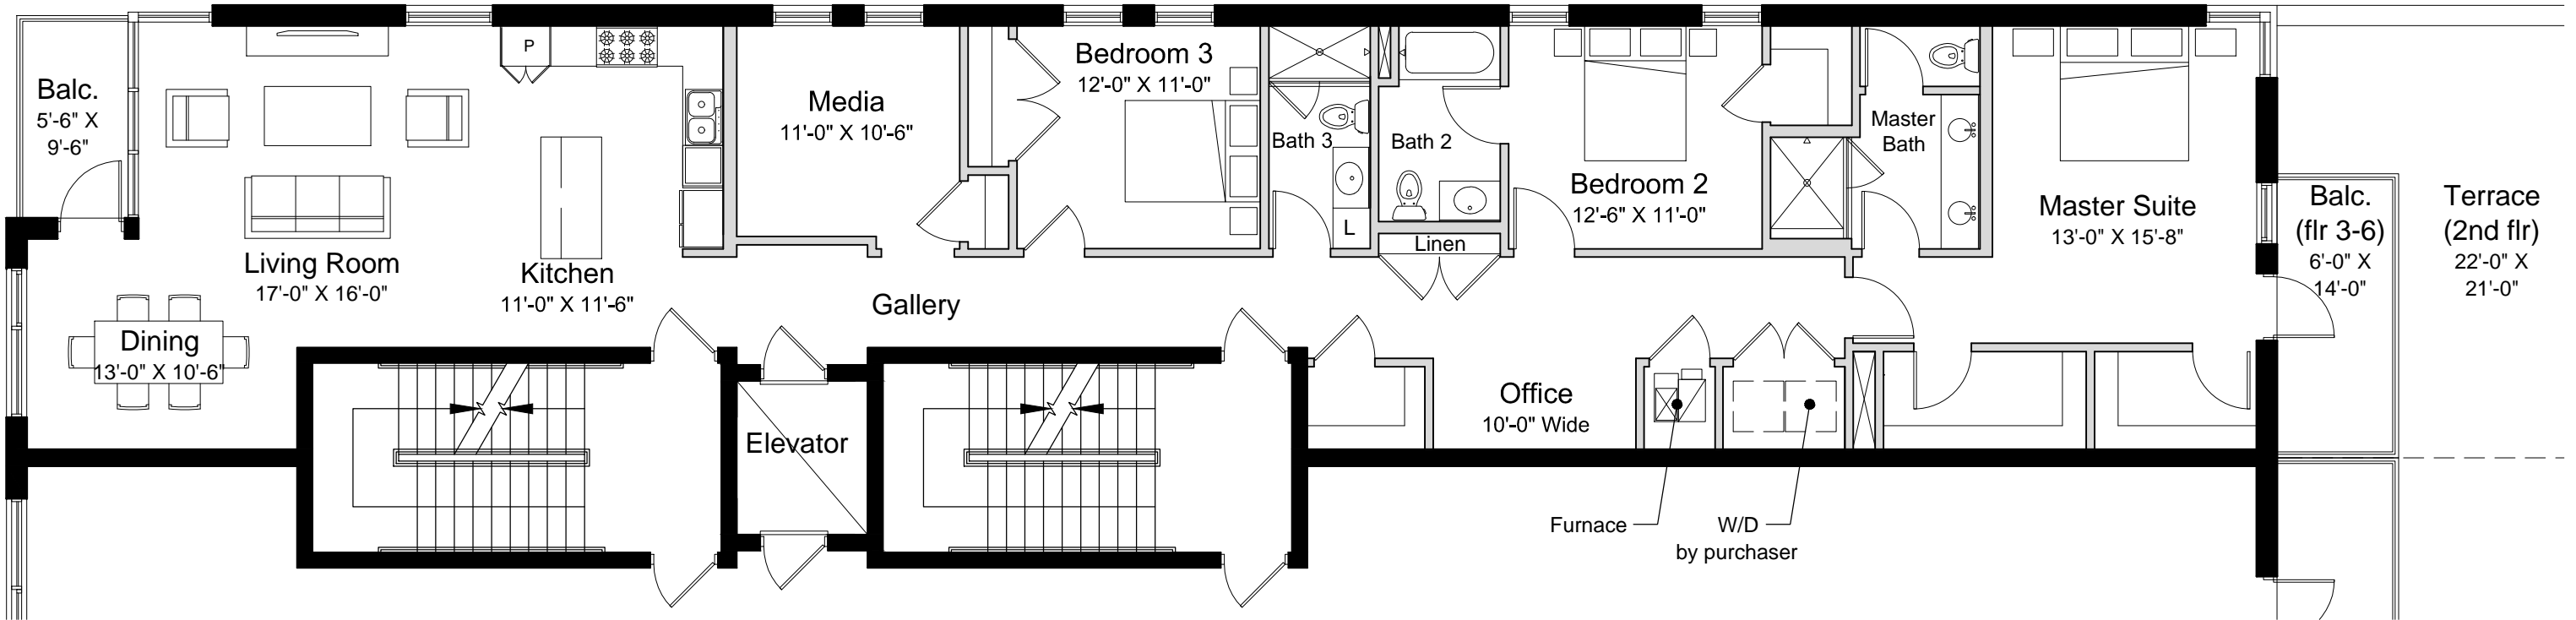 Balc.
5'-6" X
9'-6"
P
Living Room
17'-0" X 16'-0"
Dining
13'-0" X 10'-6"
Kitchen
11'-0" X 11'-6"
Media
11'-0" X 10'-6"
Gallery
Elevator
Bedroom 3
12'-0" X 11'-0"
Bath 3
L
Bath 2
Linen
Bedroom 2
12'-6" X 11'-0"
Master
Bath
Master Suite
13'-0" X 15'-8"
Office
10'-0" Wide
Furnace
W/D
by purchaser
Balc.
(flr 3-6)
6'-0" X
14'-0"
Terrace
(2nd flr)
22'-0" X
21'-0"